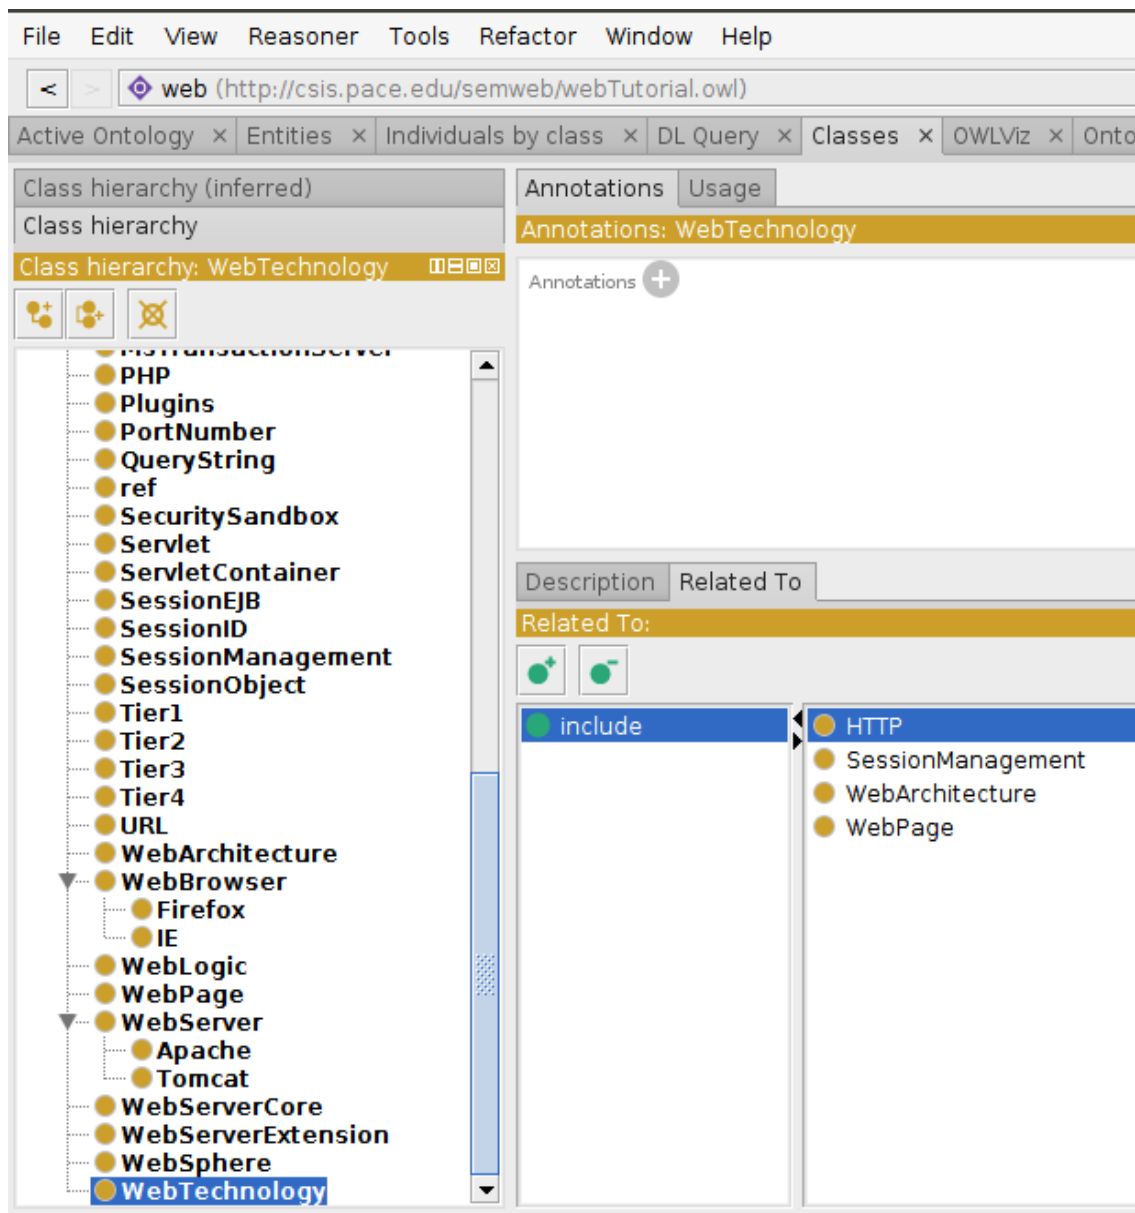 File Edit View Reasoner Tools Refactor Window Help
< > web (http://csis.pace.edu/semweb/webTutorial.owl)
Active Ontology × Entities × Individuals by class × DL Query × Classes × OWLViz × Onto
Class hierarchy (inferred)
Class hierarchy
Class hierarchy: WebTechnology
MsTransactionServer
PHP
Plugins
PortNumber
QueryString
ref
SecuritySandbox
Servlet
ServletContainer
SessionEJB
SessionID
SessionManagement
SessionObject
Tier1
Tier2
Tier3
Tier4
URL
WebArchitecture
WebBrowser
Firefox
IE
WebLogic
WebPage
WebServer
Apache
Tomcat
WebServerCore
WebServerExtension
WebSphere
WebTechnology
Annotations Usage
Annotations: WebTechnology
Annotations
Description Related To
Related To:
include
HTTP
SessionManagement
WebArchitecture
WebPage